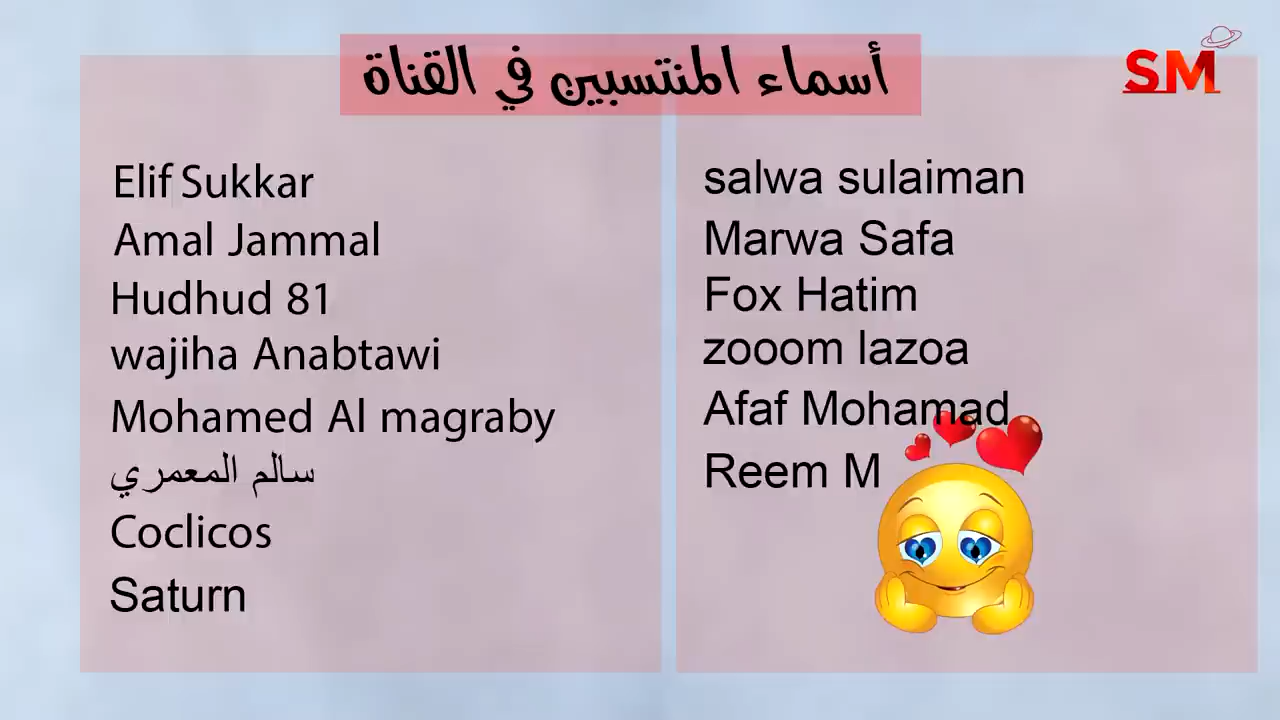 أسماء المنتسبين في القناة
SM
Elif Sukkar
Amal Jammal
Hudhud 81
wajiha Anabtawi
Mohamed Al magraby
سالم المعمري
Coclicos
Saturn
salwa sulaiman
Marwa Safa
Fox Hatim
zooom lazoa
Afaf Mohamad
Reem M